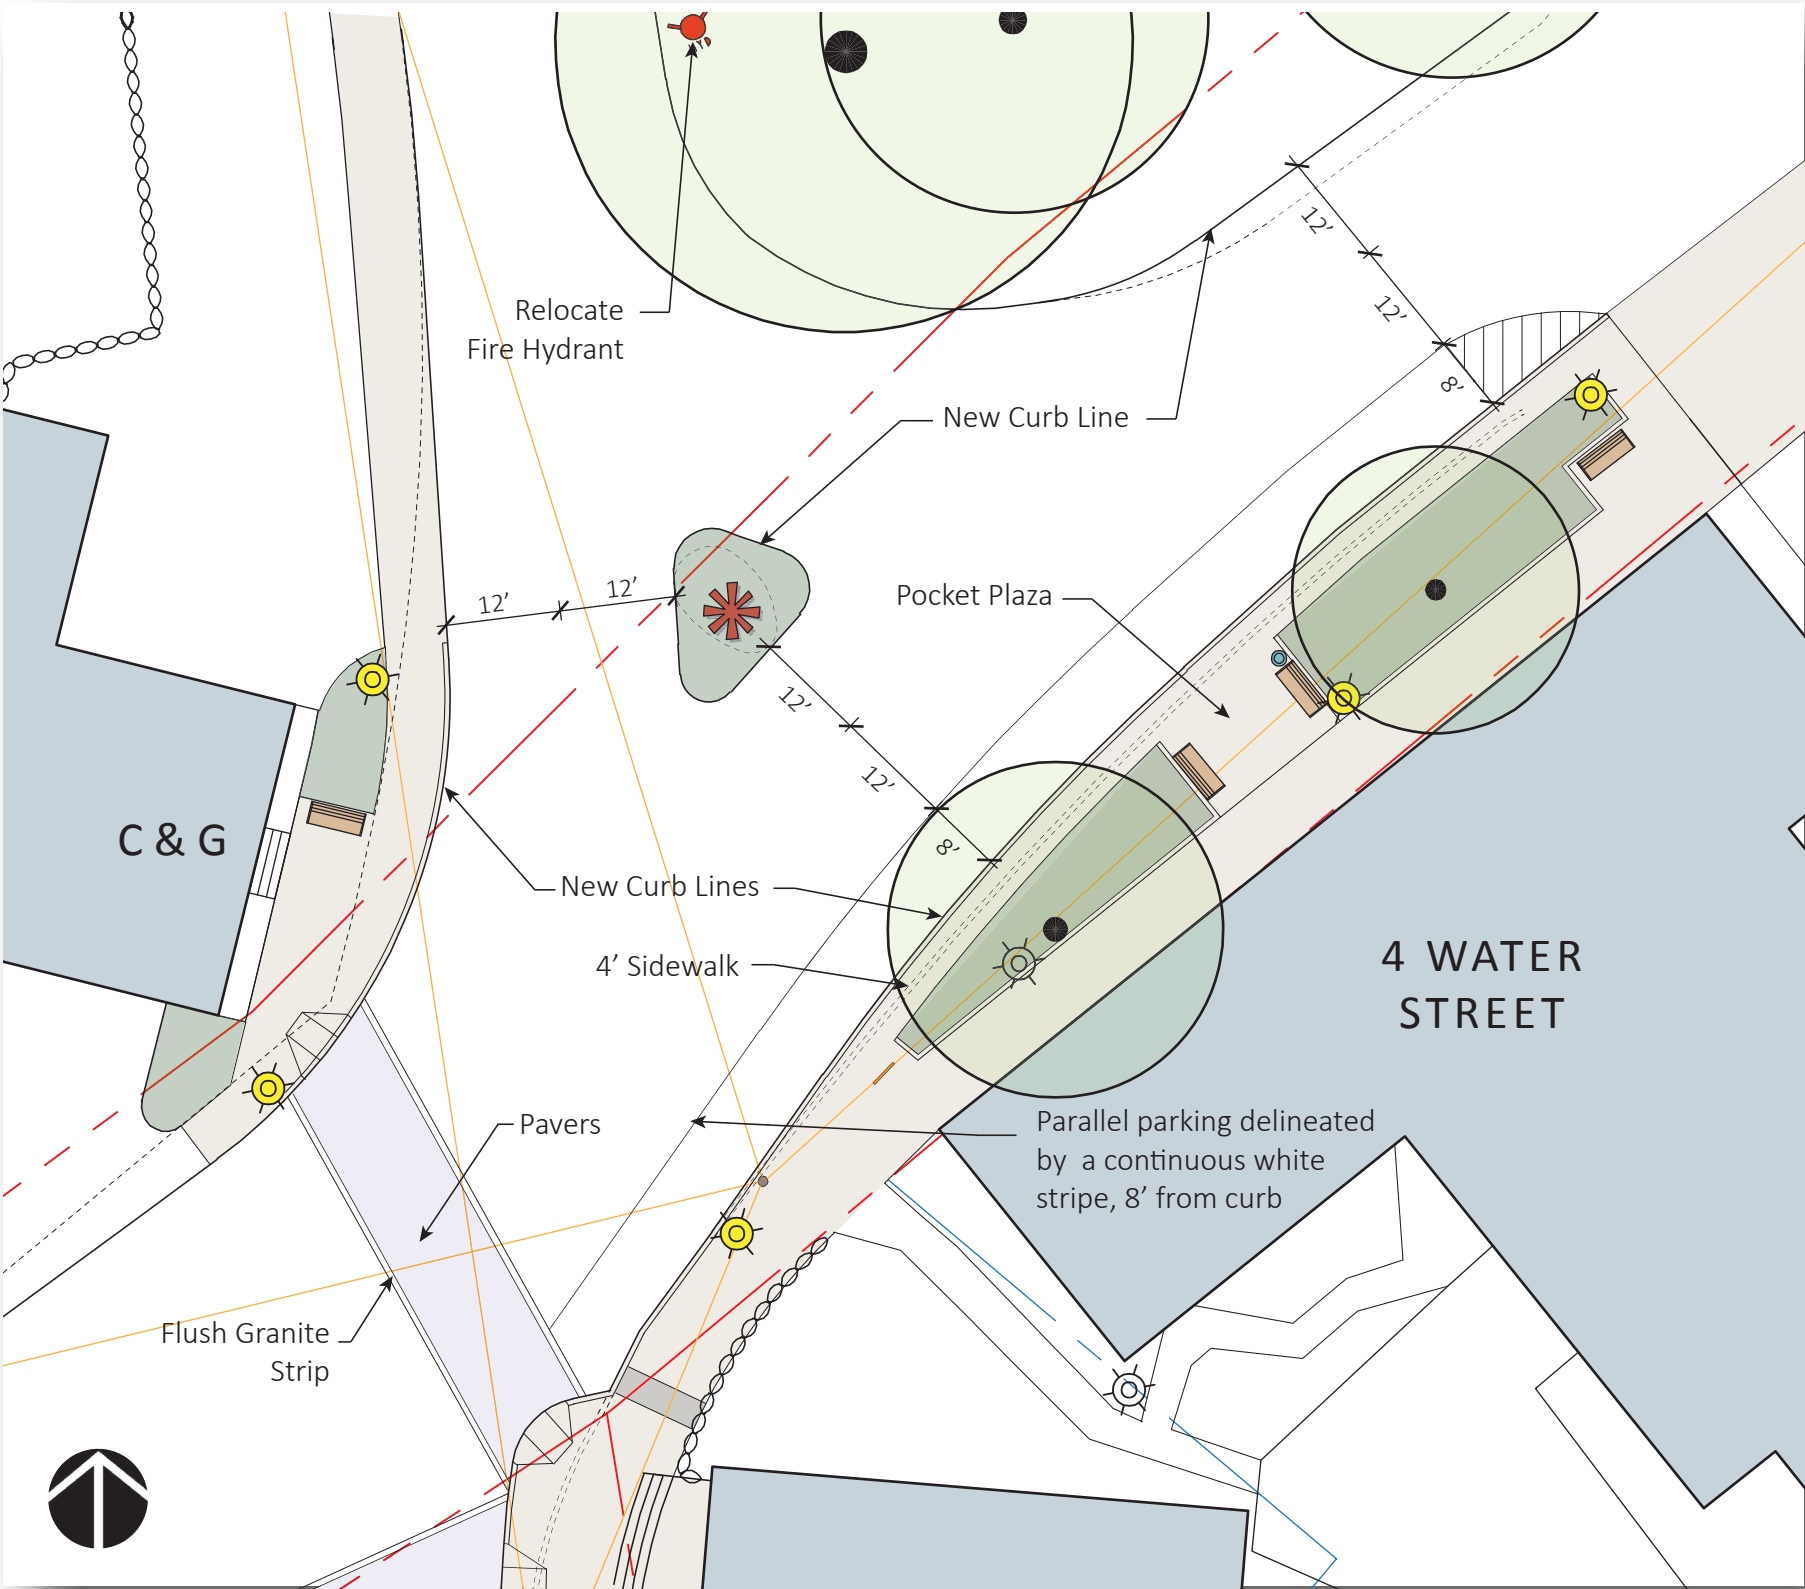 12’
12’
8’
Relocate
Fire Hydrant
New Curb Line
12’
12’
Pocket Plaza
12’
12’
8’
C & G
New Curb Lines
4’ Sidewalk
4 WATER
STREET
Pavers
Parallel parking delineated
by a continuous white
stripe, 8’ from curb
Flush Granite
Strip